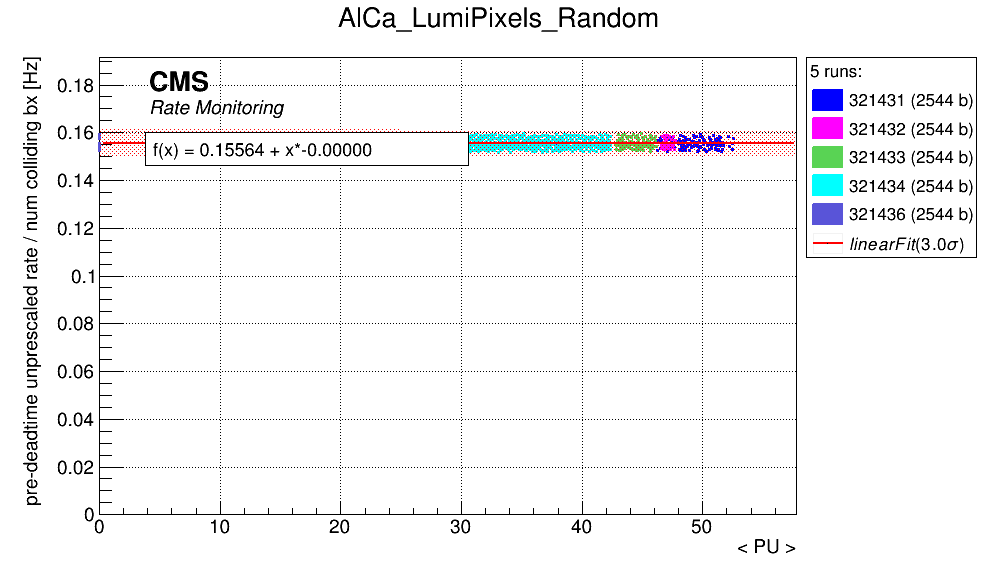 AlCa_LumiPixels_Random
pre-deadtime unprescaled rate / num colliding bx [Hz]
0.18
0.16
0.14
0.12
0.1
0.08
0.06
0.04
0.02
0
CMS
Rate Monitoring
f(x) = 0.15564 + x*-0.00000
0 10 20 30 40 50
< PU >
5 runs:
321431 (2544 b)
321432 (2544 b)
321433 (2544 b)
321434 (2544 b)
321436 (2544 b)
linearFit(3.0σ)